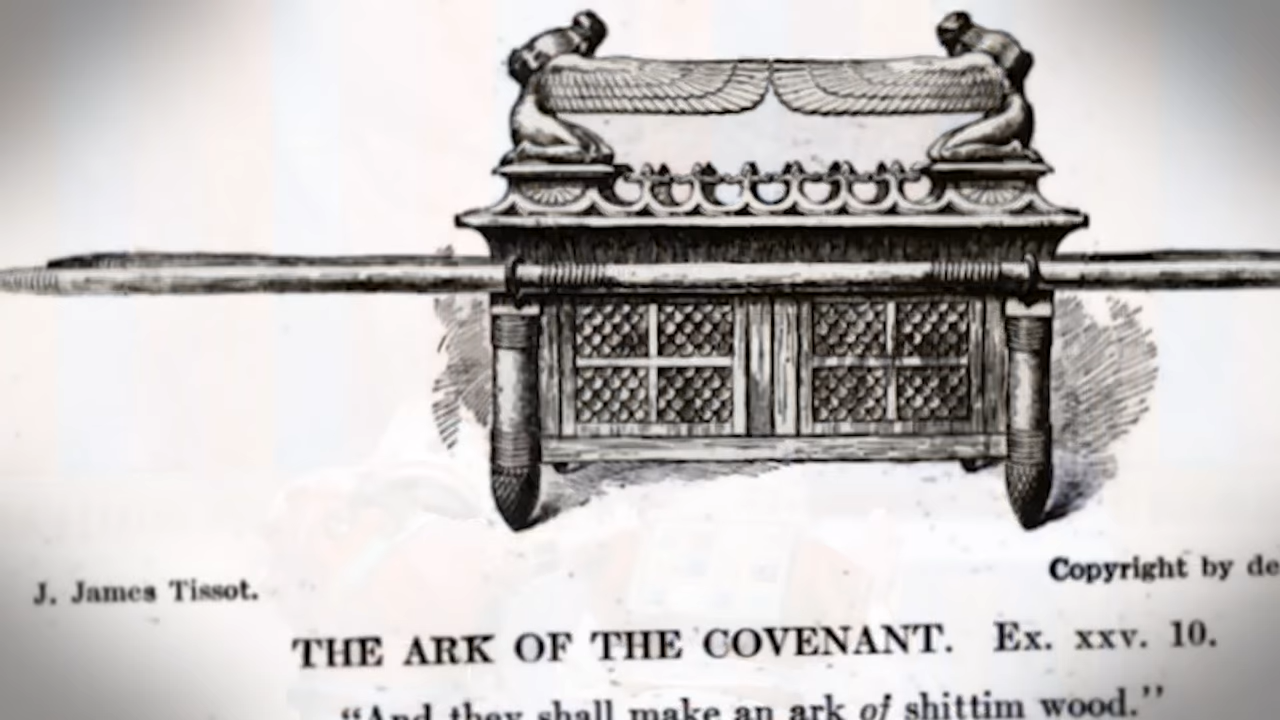 J. James Tissot.
Copyright by de
THE ARK OF THE COVENANT. Ex. xxv. 10.
"And they shall make an ark of shittim wood."